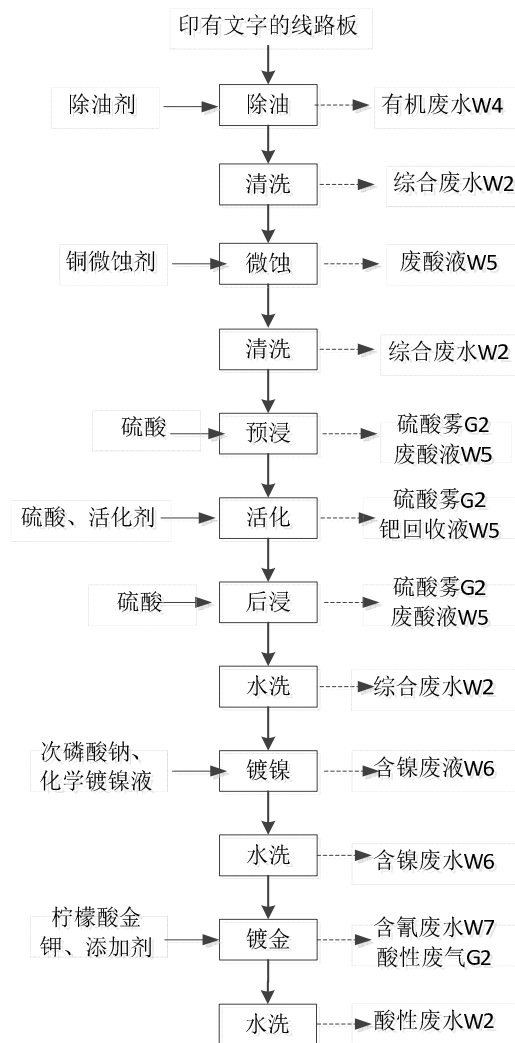 印有文字的线路板
除油剂
除油
有机废水W4
清洗
综合废水W2
铜微蚀剂
微蚀
废酸液W5
清洗
综合废水W2
硫酸
预浸
硫酸雾G2
废酸液W5
硫酸、活化剂
活化
硫酸雾G2
钯回收液W5
硫酸
后浸
硫酸雾G2
废酸液W5
水洗
综合废水W2
次磷酸钠、
化学镀镍液
镀镍
含镍废液W6
水洗
含镍废水W6
柠檬酸金
钾、添加剂
镀金
含氰废水W7
酸性废气G2
水洗
酸性废水W2